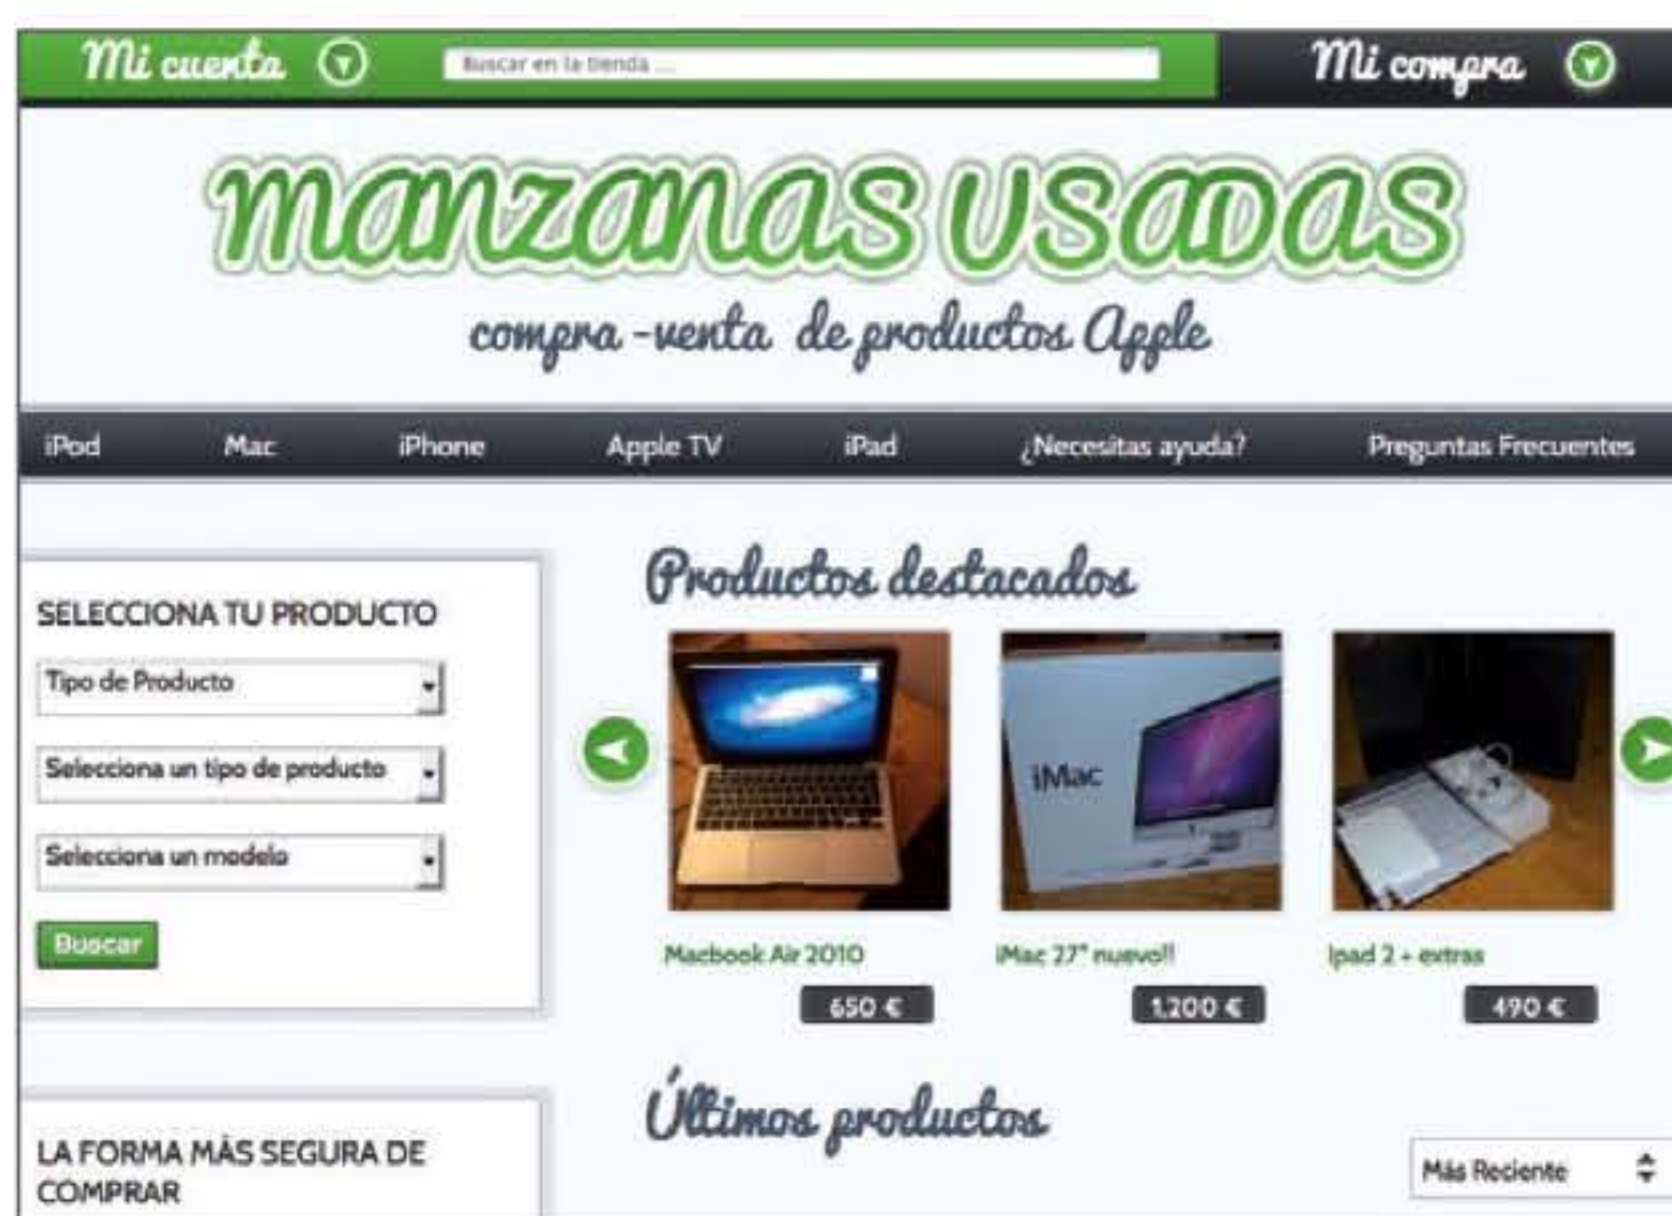 Mi cuenta
Buscar en la tienda ...
Mi compra
MANZANAS USADAS
compra - venta de productos Apple
iPod Mac iPhone Apple TV iPad ¿Necesitas ayuda? Preguntas Frecuentes
SELECCIONA TU PRODUCTO
Tipo de Producto
Selecciona un tipo de producto
Selecciona un modelo
Buscar
Productos destacados
iMac
Macbook Air 2010
650 €
iMac 27" nuevo!!
1.200 €
Ipad 2 + extras
490 €
LA FORMA MÁS SEGURA DE
COMPRAR
Últimos productos
Más Reciente